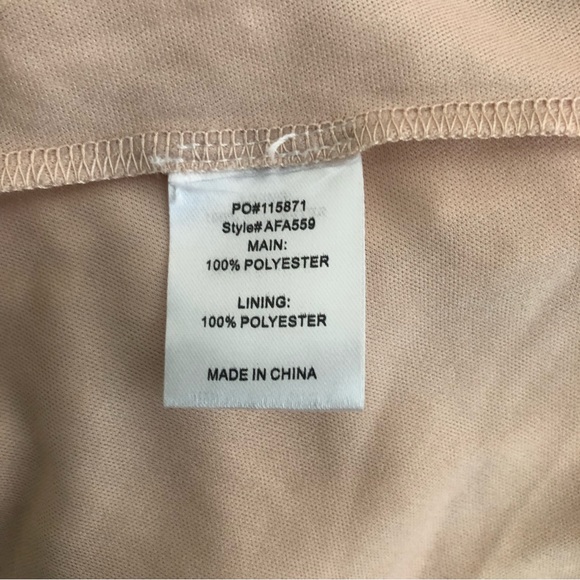 PO#115871
Style#AFA559
MAIN:
100% POLYESTER
LINING:
100% POLYESTER
MADE IN CHINA